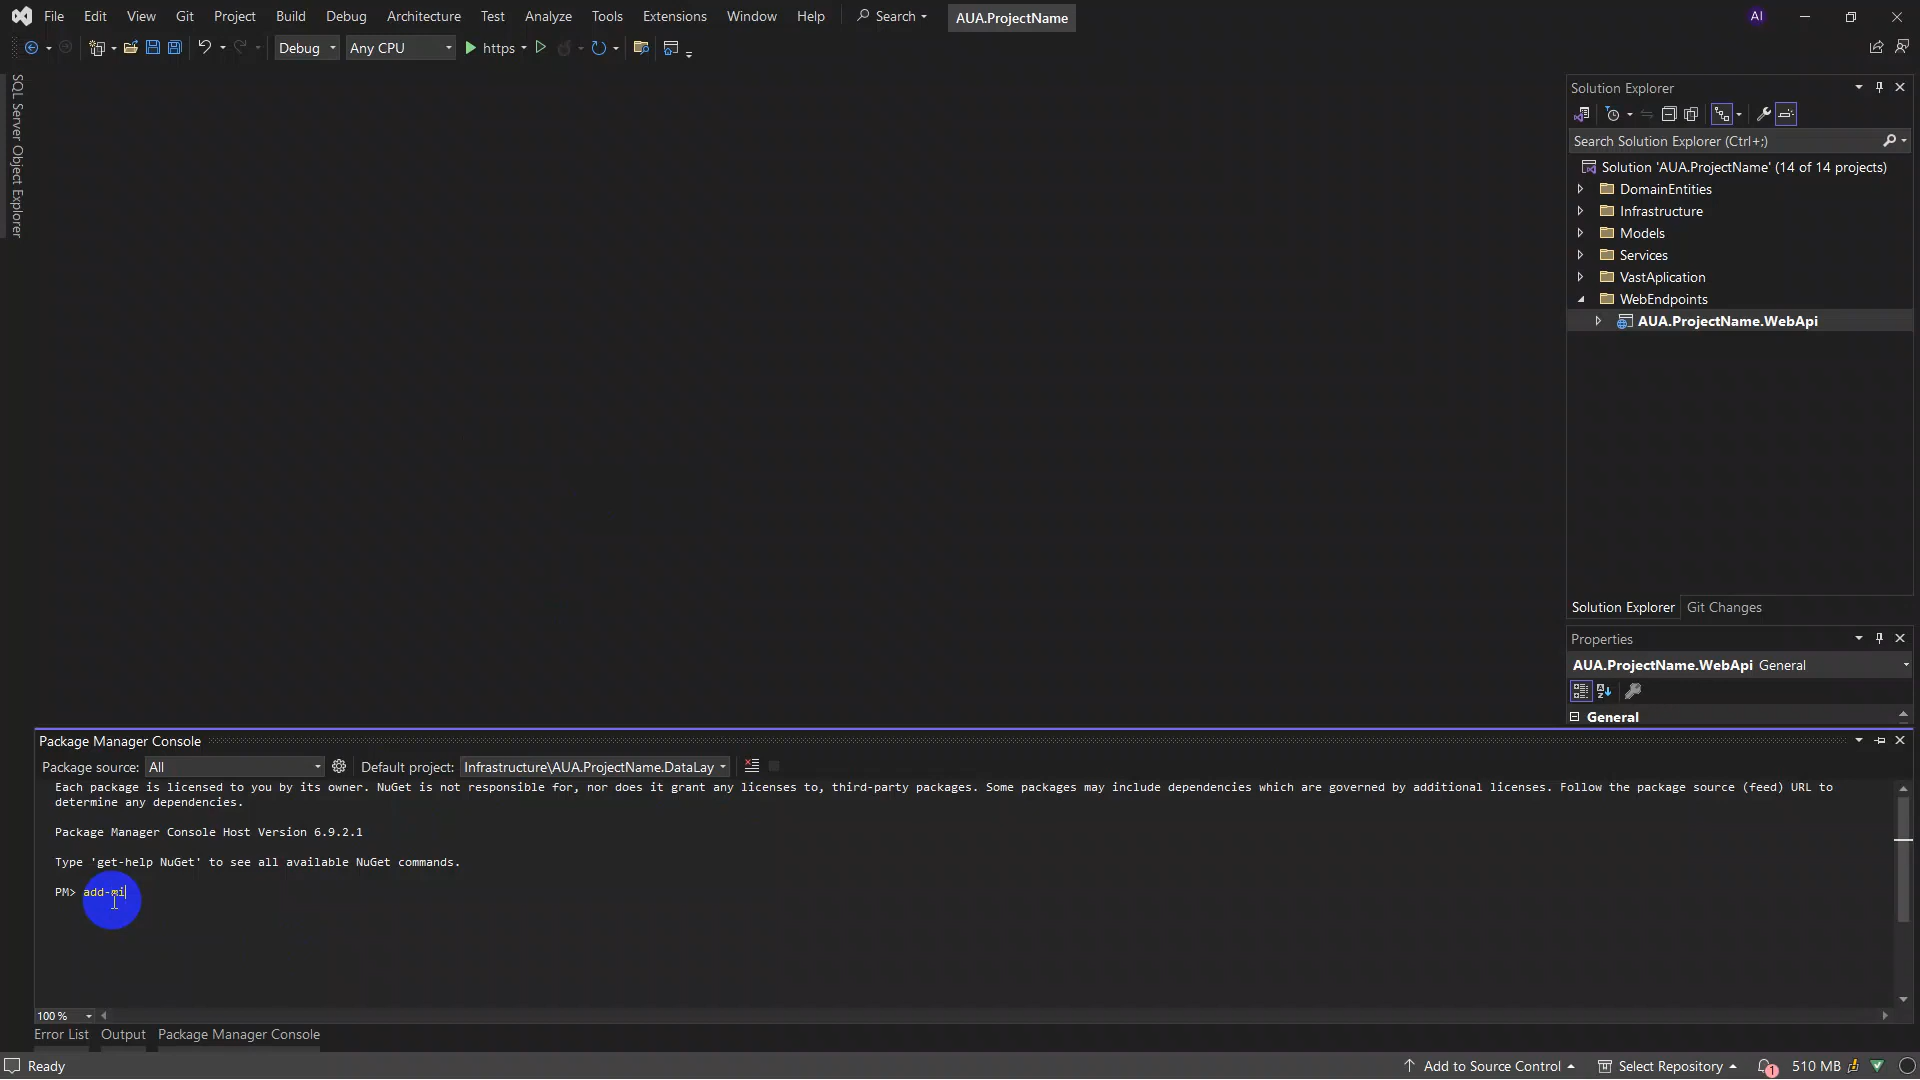 File Edit View Git Project Build Debug Architecture Test Analyze Tools Extensions Window Help Search AUA.ProjectName AI
Debug Any CPU https
SQL Server Object Explorer
Solution Explorer
Search Solution Explorer (Ctrl+;)
Solution 'AUA.ProjectName' (14 of 14 projects)
DomainEntities
Infrastructure
Models
Services
VastAplication
WebEndpoints
AUA.ProjectName.WebApi
Solution Explorer Git Changes
Properties
AUA.ProjectName.WebApi General
General
Package Manager Console
Package source: All Default project: Infrastructure\AUA.ProjectName.DataLay
Each package is licensed to you by its owner. NuGet is not responsible for, nor does it grant any licenses to, third-party packages. Some packages may include dependencies which are governed by additional licenses. Follow the package source (feed) URL to
determine any dependencies.
Package Manager Console Host Version 6.9.2.1
Type 'get-help NuGet' to see all available NuGet commands.
PM> add-mi
100 %
Error List Output Package Manager Console
Ready Add to Source Control Select Repository 1 510 MB